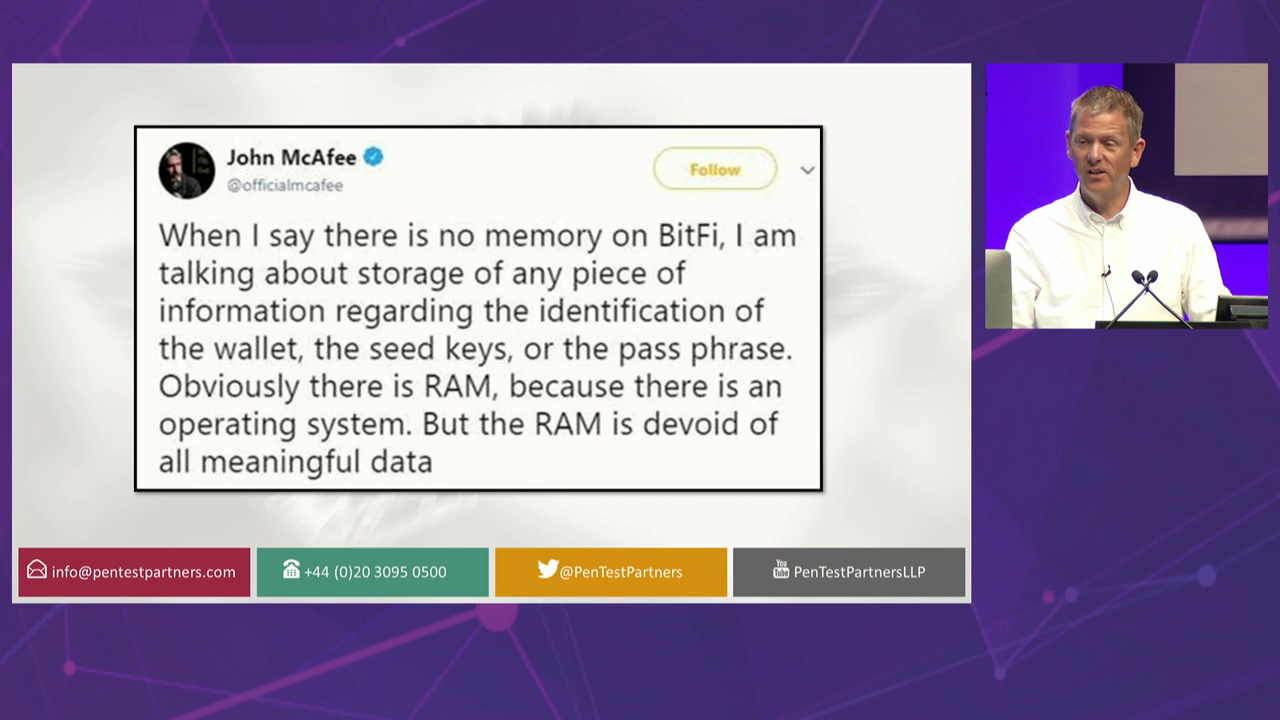 John McAfee
@officialmcafee
Follow
When I say there is no memory on BitFi, I am
talking about storage of any piece of
information regarding the identification of
the wallet, the seed keys, or the pass phrase.
Obviously there is RAM, because there is an
operating system. But the RAM is devoid of
all meaningful data
info@pentestpartners.com
+44 (0)20 3095 0500
@PenTestPartners
You Tube PenTestPartnersLLP